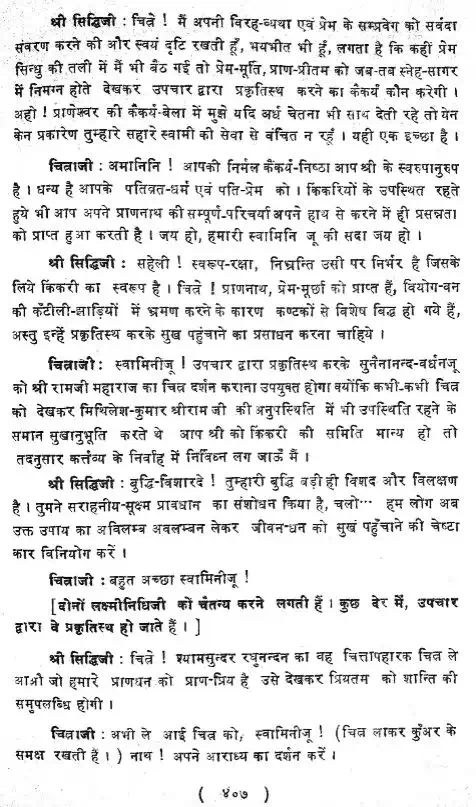 श्री सिद्धिजी : चित्रे ! मैं अपनी विरह-व्यथा एवं प्रेम के सम्प्रवेग को सर्वदा
संवरण करने की ओर स्वयं दृष्टि रखती हूँ, भयभीत भी हूँ, लगता है कि कहीं प्रेम
सिन्धु की तली में मैं भी बैठ गई तो प्रेम-मूर्ति, प्राण-प्रीतम को जब-तब स्नेह-सागर
में निमग्न होते देखकर उपचार द्वारा प्रकृतिस्थ करने का कैंकर्य कौन करेगी ।
अहो ! प्राणेश्वर की कैंकर्य-बेला में मुझे यदि अर्ध चेतना भी साथ देती रहे तो येन
केन प्रकारेण तुम्हारे सहारे स्वामी की सेवा से वंचित न रहूँ । यही एक इच्छा है ।
चित्राजी : अमानिनि ! आपकी निर्मल कैंकर्य-निष्ठा आप श्री के स्वरुपानुरुप
है । धन्य है आपके पतिव्रत-धर्म एवं पति-प्रेम को । किंकरियों के उपस्थित रहते
हुये भी आप अपने प्राणनाथ की सम्पूर्ण-परिचर्या अपने हाथ से करने में ही प्रसन्नता
को प्राप्त हुआ करती है । जय हो, हमारी स्वामिनि जू की सदा जय हो ।
श्री सिद्धिजी : सहेली ! स्वरूप-रक्षा, निर्भ्रान्त उसी पर निर्भर है जिसके
लिये किंकरी का स्वरूप है । चित्रे ! प्राणनाथ, प्रेम-मूर्छा को प्राप्त हैं, वियोग-वन
की कँटीली-झाड़ियों में भ्रमण करने के कारण कण्टकों से विशेष बिद्ध हो गये हैं,
अस्तु इन्हें प्रकृतिस्थ करके सुख पहुंचाने का प्रसाधन करना चाहिये ।
चित्राजी : स्वामिनीजू ! उपचार द्वारा प्रकृतिस्थ करके सुनैनानन्द-वर्धनजू
को श्री रामजी महाराज का चित्र दर्शन कराना उपयुक्त होगा क्योंकि कभी-कभी चित्र
को देखकर मिथिलेश-कुमार श्रीराम जी की अनुपस्थिति में भी उपस्थिति रहने के
समान सुखानुभूति करते थे आप श्री को किंकरी की समिति मान्य हो तो
तदनुसार कर्त्तव्य के निर्वाह में निर्विघ्न लग जाऊँ मैं ।
श्री सिद्धिजी : बुद्धि-विशारदे ! तुम्हारी बुद्धि बड़ी ही विशद और विलक्षण
है । तुमने सराहनीय-सूक्ष्म प्रावधान का संशोधन किया है, चलो··· हम लोग अब
उक्त उपाय का अविलम्ब अवलम्बन लेकर जीवन-धन को सुख पहुँचाने की चेष्टा
कार विनियोग करें ।
चित्राजी : बहुत अच्छा स्वामिनीजू !
[ दोनों लक्ष्मीनिधिजी को चैतन्य करने लगती हैं । कुछ देर में, उपचार
द्वारा वे प्रकृतिस्थ हो जाते हैं । ]
श्री सिद्धिजी : चित्रे ! श्यामसुन्दर रघुनन्दन का वह चित्तापहारक चित्र ले
आओ जो हमारे प्राणधन को प्राण-प्रिय है उसे देखकर प्रियतम को शान्ति की
समुपलब्धि होगी ।
चित्राजी : अभी ले आई चित्र को, स्वामिनीजू ! (चित्र लाकर कुँअर के
समक्ष रखती हैं । ) नाथ ! अपने आराध्य का दर्शन करें ।
( ४०७ )